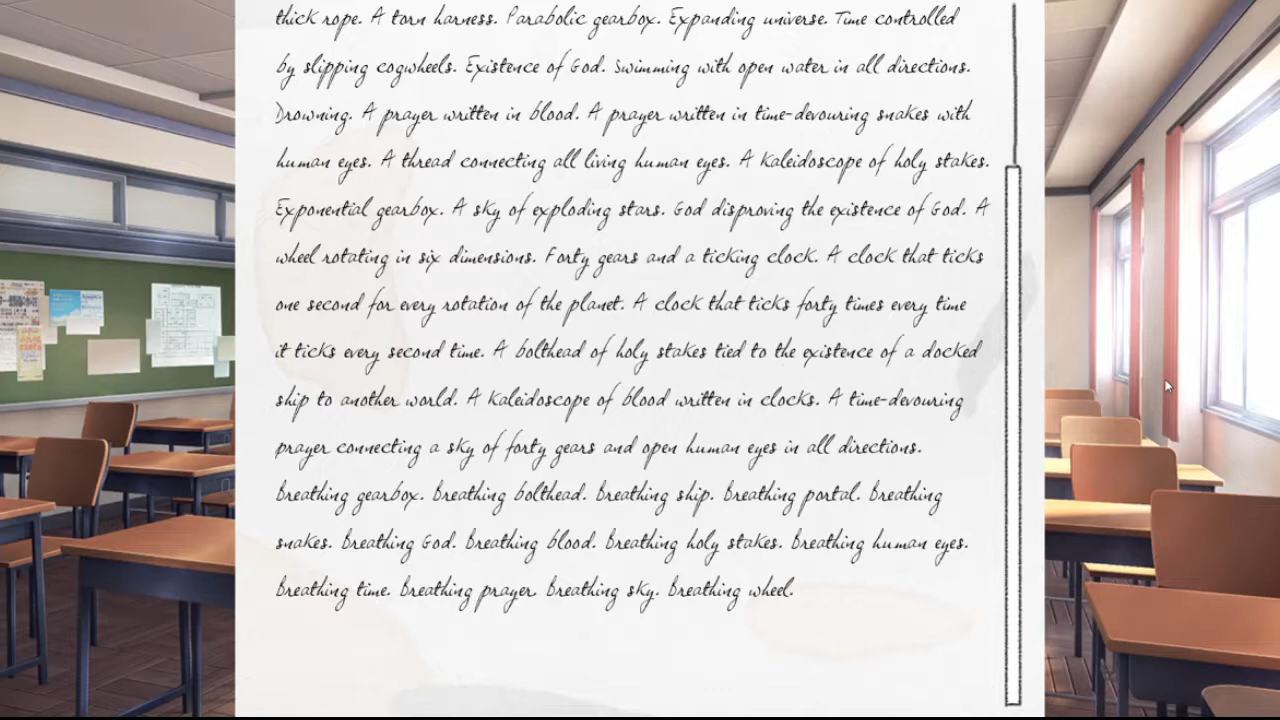 thick rope. A torn harness. Parabolic gearbox. Expanding universe. Time controlled
by slipping cogwheels. Existence of God. Swimming with open water in all directions.
Drowning. A prayer written in blood. A prayer written in time-devouring snakes with
human eyes. A thread connecting all living human eyes. A kaleidoscope of holy stakes.
Exponential gearbox. A sky of exploding stars. God disproving the existence of God. A
wheel rotating in six dimensions. Forty gears and a ticking clock. A clock that ticks
one second for every rotation of the planet. A clock that ticks forty times every time
it ticks every second time. A bolthead of holy stakes tied to the existence of a docked
ship to another world. A kaleidoscope of blood written in clocks. A time-devouring
prayer connecting a sky of forty gears and open human eyes in all directions.
Breathing gearbox. Breathing bolthead. Breathing ship. Breathing portal. Breathing
snakes. Breathing God. Breathing blood. Breathing holy stakes. Breathing human eyes.
Breathing time. Breathing prayer. Breathing sky. Breathing wheel.